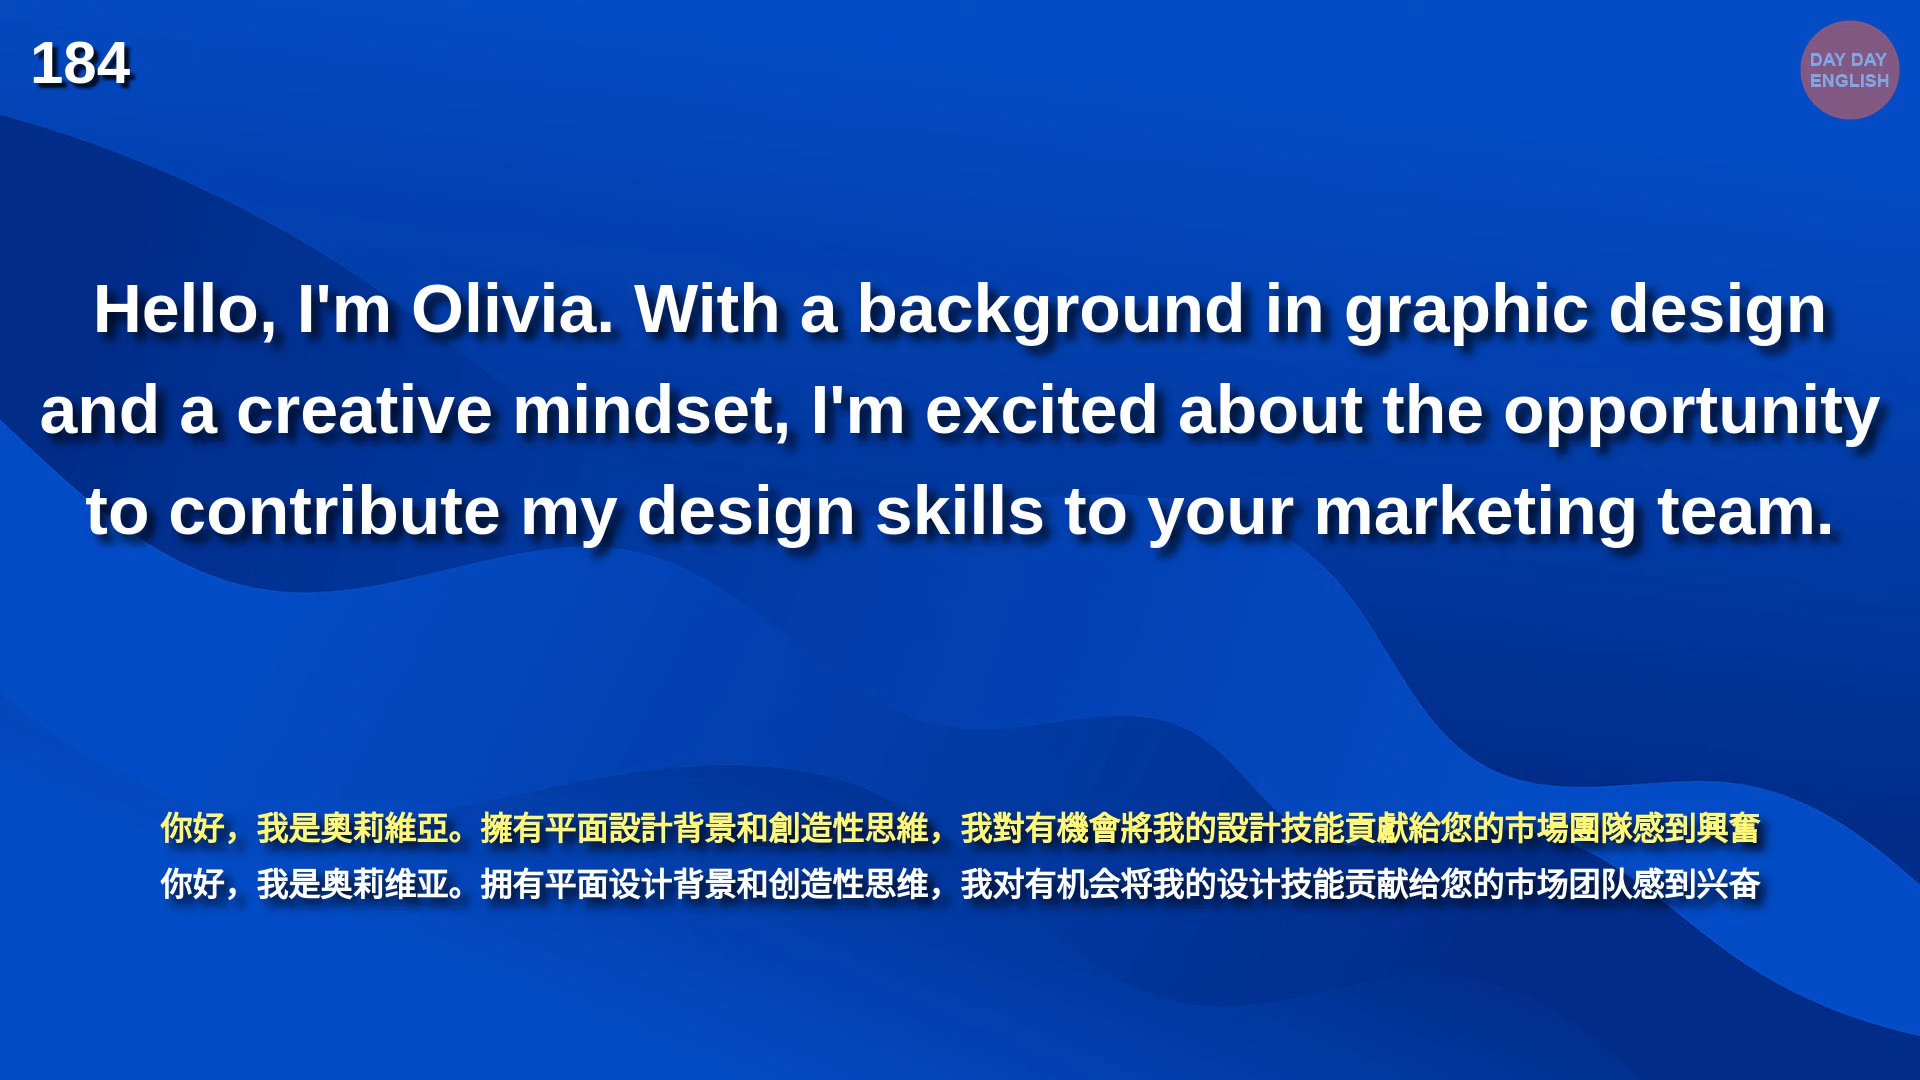 184
DAY DAY
ENGLISH
Hello, I'm Olivia. With a background in graphic design
and a creative mindset, I'm excited about the opportunity
to contribute my design skills to your marketing team.
你好，我是奧莉維亞。擁有平面設計背景和創造性思維，我對有機會將我的設計技能貢獻給您的市場團隊感到興奮
你好，我是奥莉维亚。拥有平面设计背景和创造性思维，我对有机会将我的设计技能贡献给您的市场团队感到兴奋